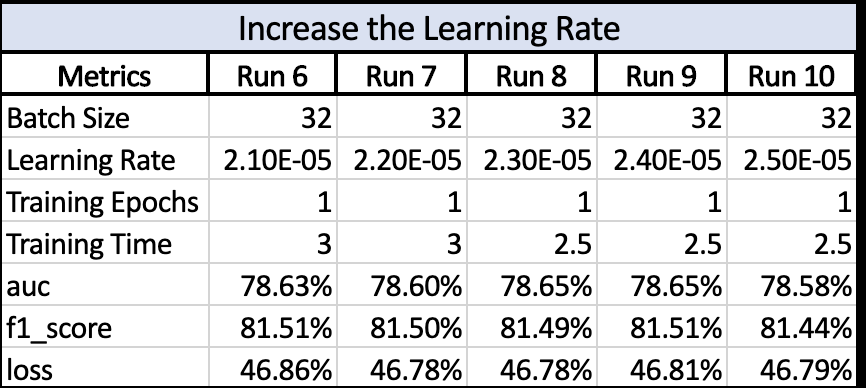 Increase the Learning Rate
Metrics Run 6 Run 7 Run 8 Run 9 Run 10
Batch Size 32 32 32 32 32
Learning Rate 2.10E-05 2.20E-05 2.30E-05 2.40E-05 2.50E-05
Training Epochs 1 1 1 1 1
Training Time 3 3 2.5 2.5 2.5
auc 78.63% 78.60% 78.65% 78.65% 78.58%
f1_score 81.51% 81.50% 81.49% 81.51% 81.44%
loss 46.86% 46.78% 46.78% 46.81% 46.79%